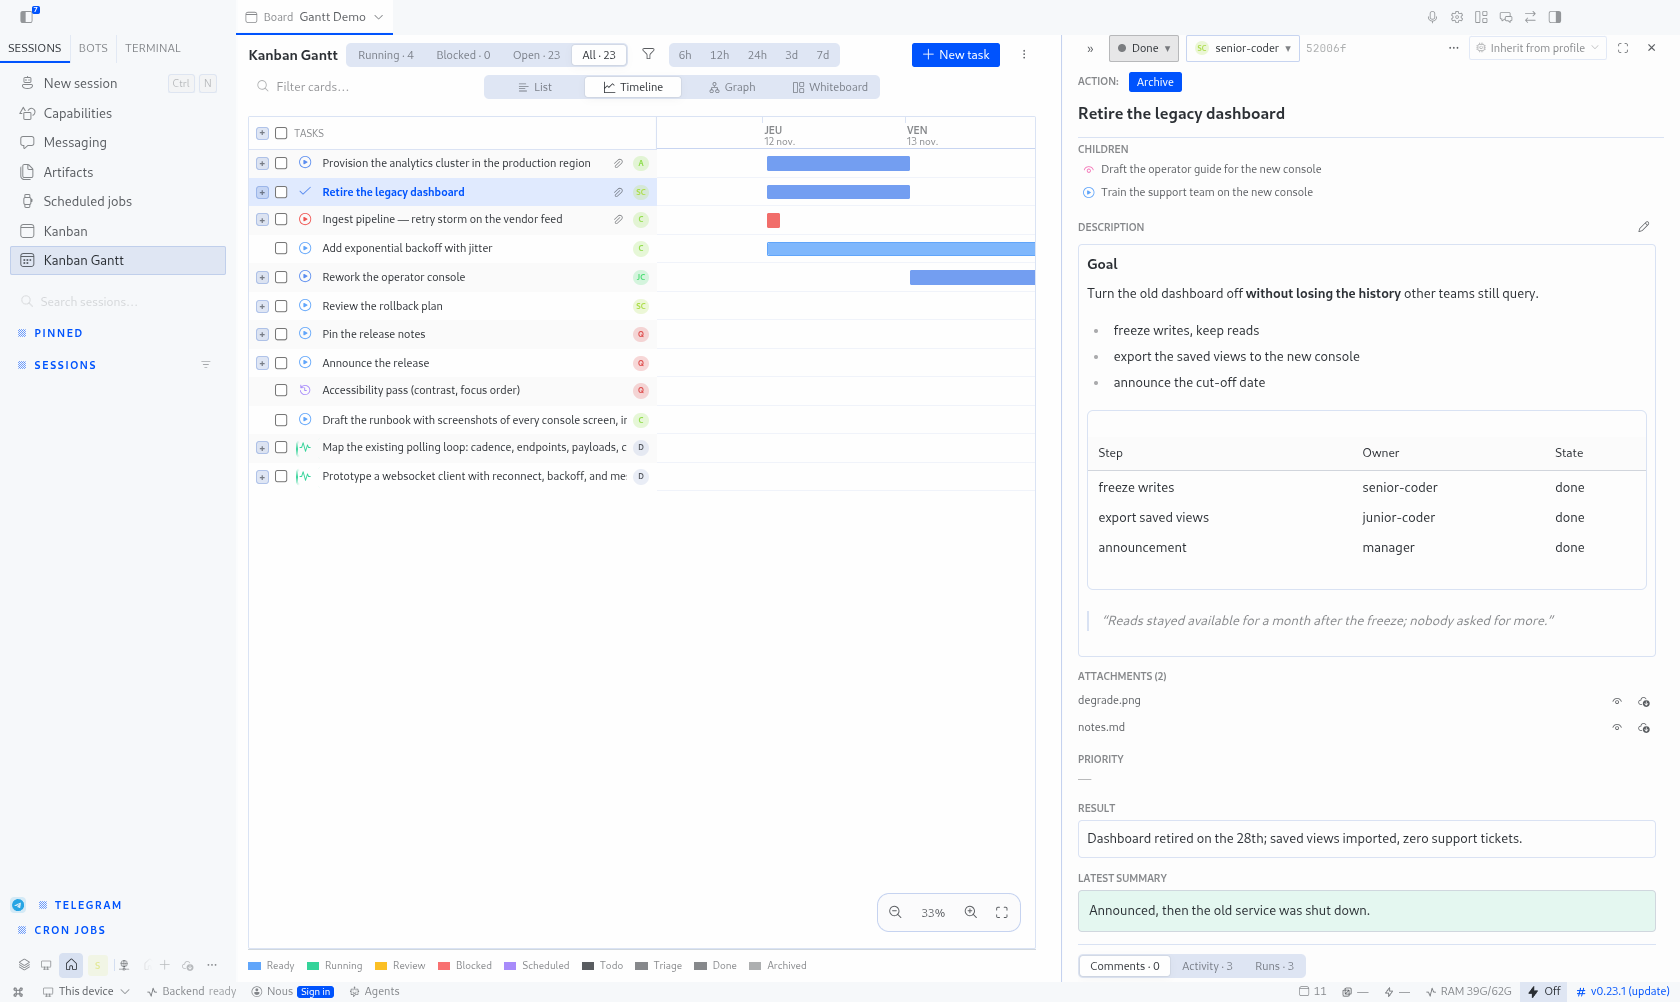 7
Board Gantt Demo
SESSIONS BOTS TERMINAL
New session Ctrl N
Capabilities
Messaging
Artifacts
Scheduled jobs
Kanban
Kanban Gantt
Search sessions...
PINNED
SESSIONS
TELEGRAM
CRON JOBS
S
Kanban Gantt Running · 4 Blocked · 0 Open · 23 All · 23 6h 12h 24h 3d 7d + New task
Filter cards... List Timeline Graph Whiteboard
TASKS
JEU
12 nov.
VEN
13 nov.
Provision the analytics cluster in the production region A
Retire the legacy dashboard SC
Ingest pipeline — retry storm on the vendor feed C
Add exponential backoff with jitter C
Rework the operator console JC
Review the rollback plan SC
Pin the release notes Q
Announce the release Q
Accessibility pass (contrast, focus order) Q
Draft the runbook with screenshots of every console screen, ir C
Map the existing polling loop: cadence, endpoints, payloads, c D
Prototype a websocket client with reconnect, backoff, and me D
33%
Ready Running Review Blocked Scheduled Todo Triage Done Archived
» Done SC senior-coder 52006f Inherit from profile
ACTION: Archive
Retire the legacy dashboard
CHILDREN
Draft the operator guide for the new console
Train the support team on the new console
DESCRIPTION
Goal
Turn the old dashboard off without losing the history other teams still query.
• freeze writes, keep reads
• export the saved views to the new console
• announce the cut-off date
Step Owner State
freeze writes senior-coder done
export saved views junior-coder done
announcement manager done
“Reads stayed available for a month after the freeze; nobody asked for more.”
ATTACHMENTS (2)
degrade.png
notes.md
PRIORITY
—
RESULT
Dashboard retired on the 28th; saved views imported, zero support tickets.
LATEST SUMMARY
Announced, then the old service was shut down.
Comments · 0 Activity · 3 Runs · 3
This device Backend ready Nous Sign in Agents 11 — — RAM 39G/62G Off # v0.23.1 (update)